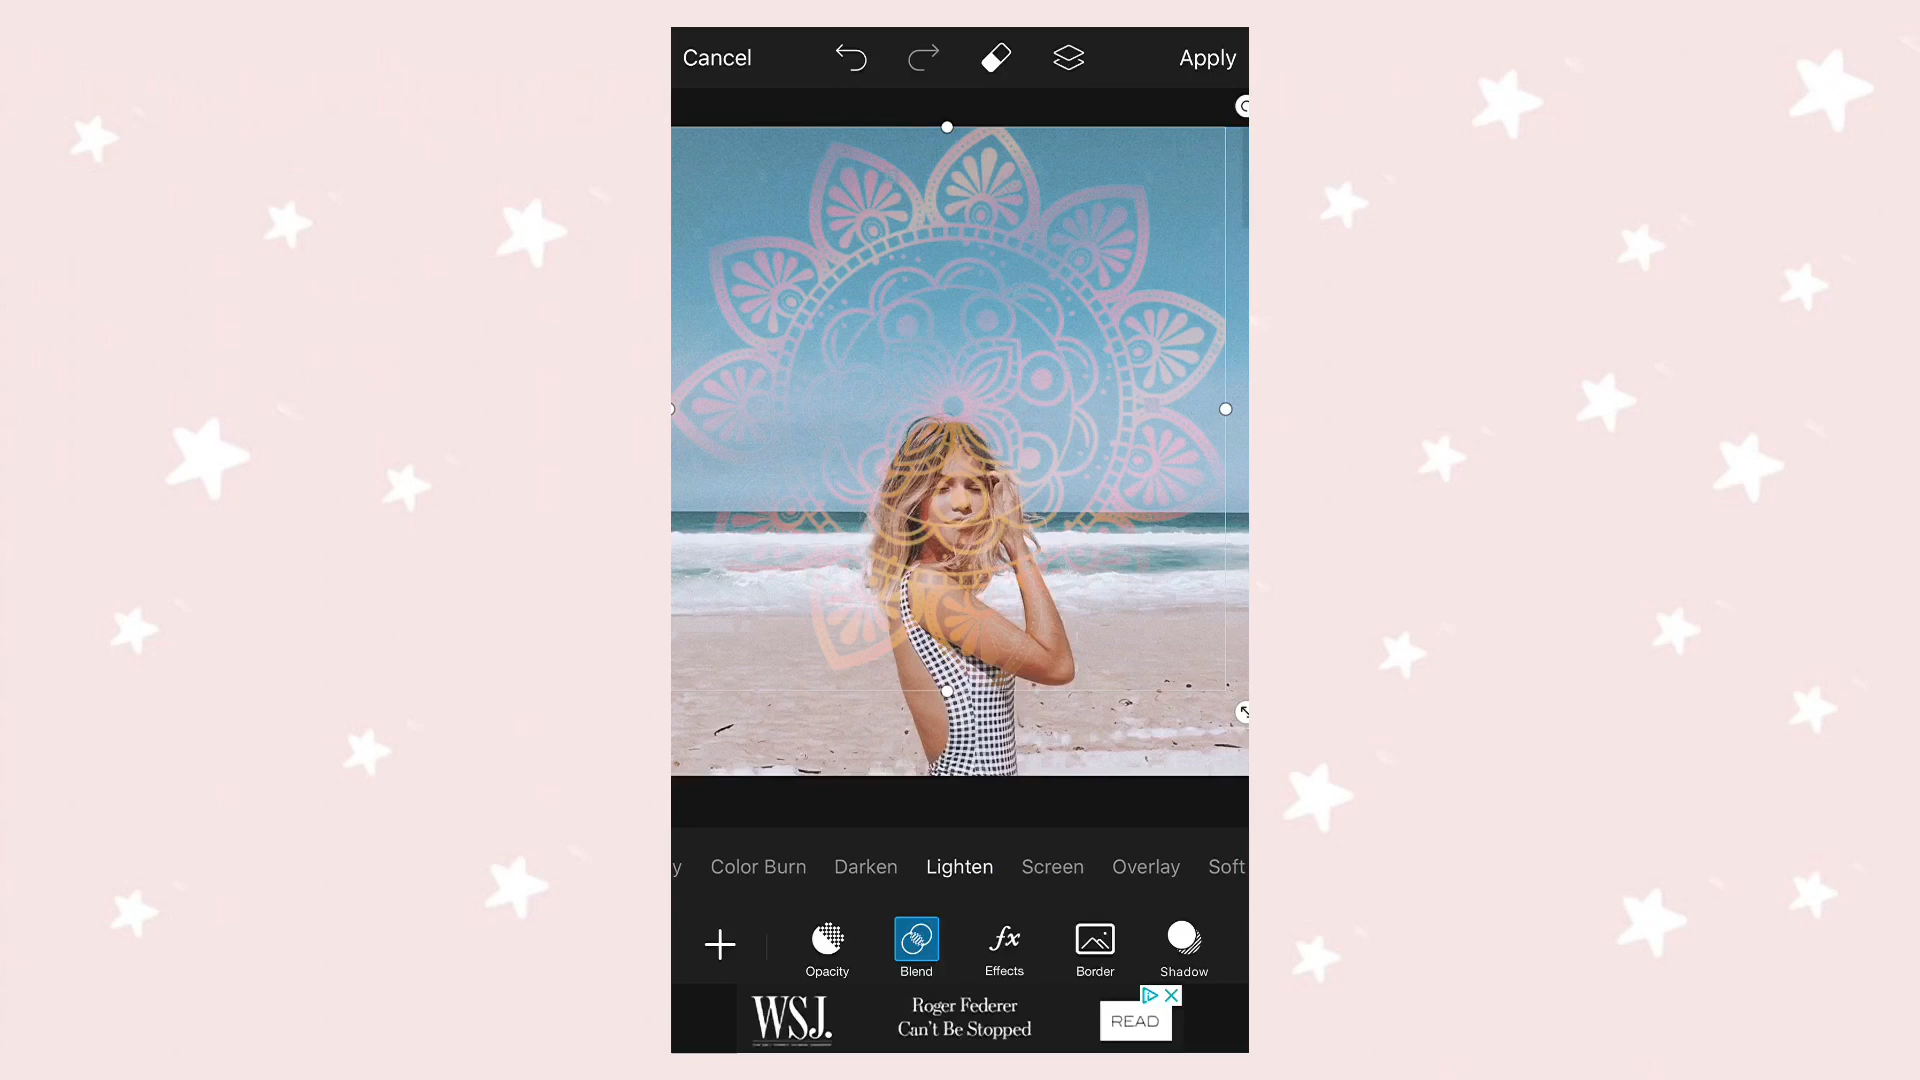 Cancel
Apply
y Color Burn Darken Lighten Screen Overlay Soft
Opacity
Blend
fx
Effects
Border
Shadow
WSJ.
Roger Federer
Can't Be Stopped
READ